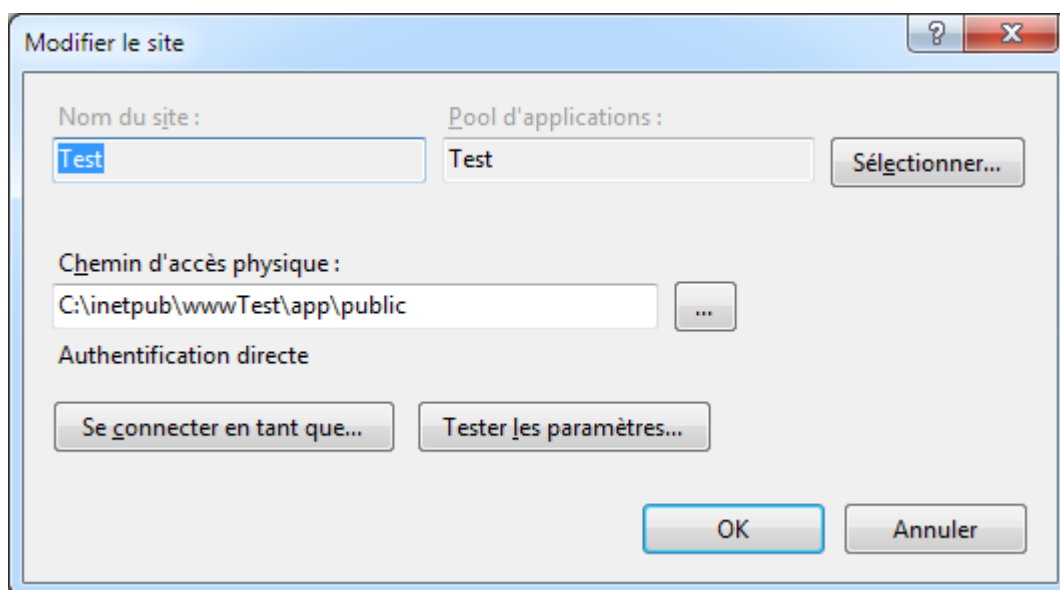 Modifier le site
Nom du site :
Pool d'applications :
Test
Test
Sélectionner...
Chemin d'accès physique :
C:\inetpub\wwwTest\app\public
...
Authentification directe
Se connecter en tant que...
Tester les paramètres...
OK
Annuler